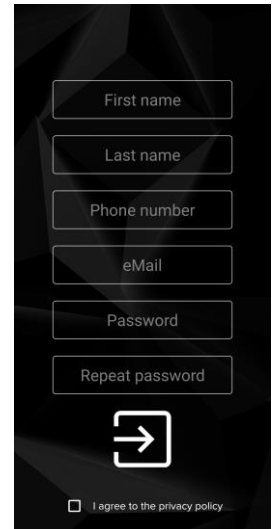 First name
Last name
Phone number
eMail
Password
Repeat password
I agree to the privacy policy